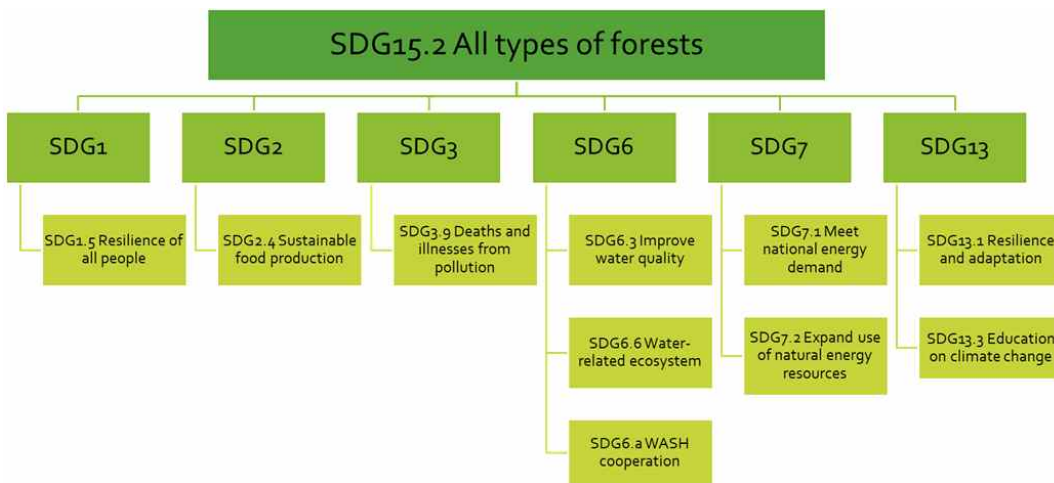 SDG15.2 All types of forests
SDG1
SDG2
SDG3
SDG6
SDG7
SDG13
SDG1.5 Resilience of
all people
SDG2.4 Sustainable
food production
SDG3.9 Deaths and
illnesses from
pollution
SDG6.3 Improve
water quality
SDG7.1 Meet
national energy
demand
SDG13.1 Resilience
and adaptation
SDG6.6 Water-
related ecosystem
SDG7.2 Expand use
of natural energy
resources
SDG13.3 Education
on climate change
SDG6.a WASH
cooperation